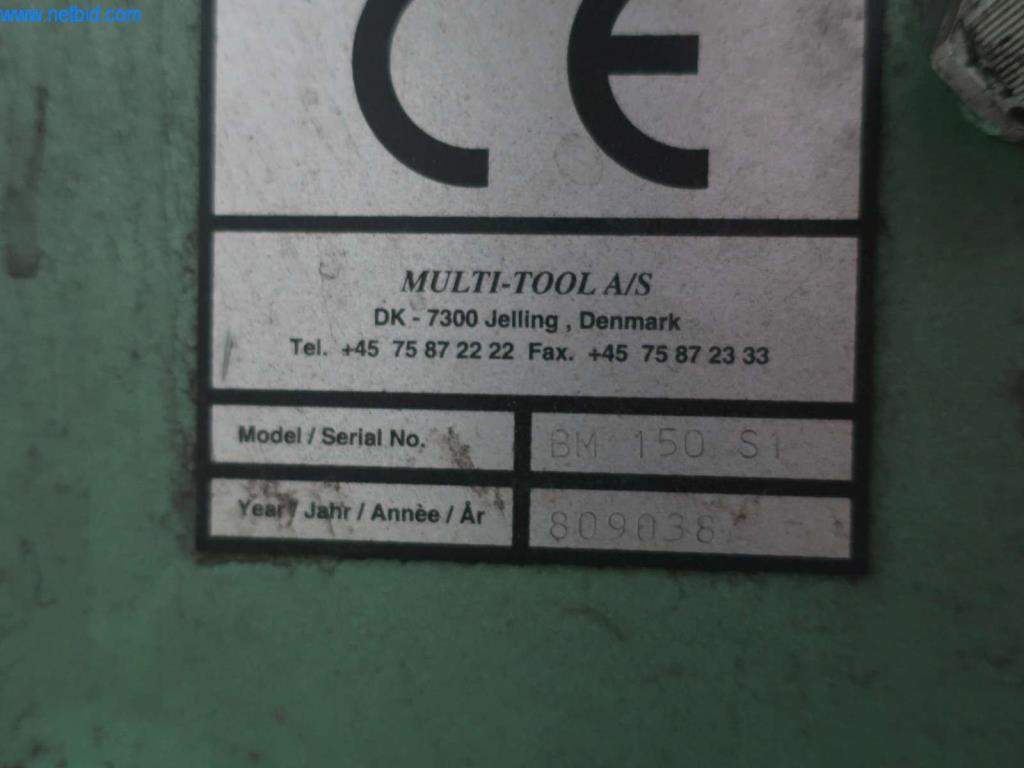 www.netbid.com
CE
MULTI-TOOL A/S
DK - 7300 Jelling , Denmark
Tel. +45 75 87 22 22 Fax. +45 75 87 23 33
Model / Serial No. BM 150 S1
Year / Jahr / Annèe / År 809038